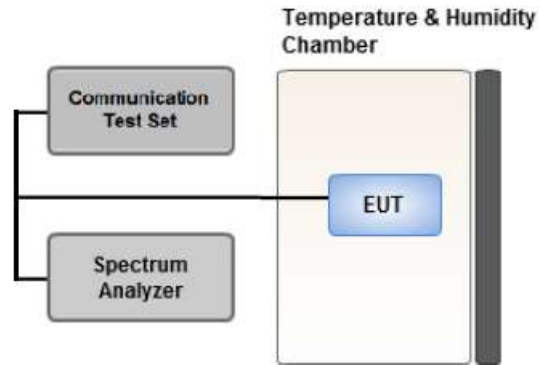 Temperature & Humidity
Chamber
Communication
Test Set
EUT
Spectrum
Analyzer